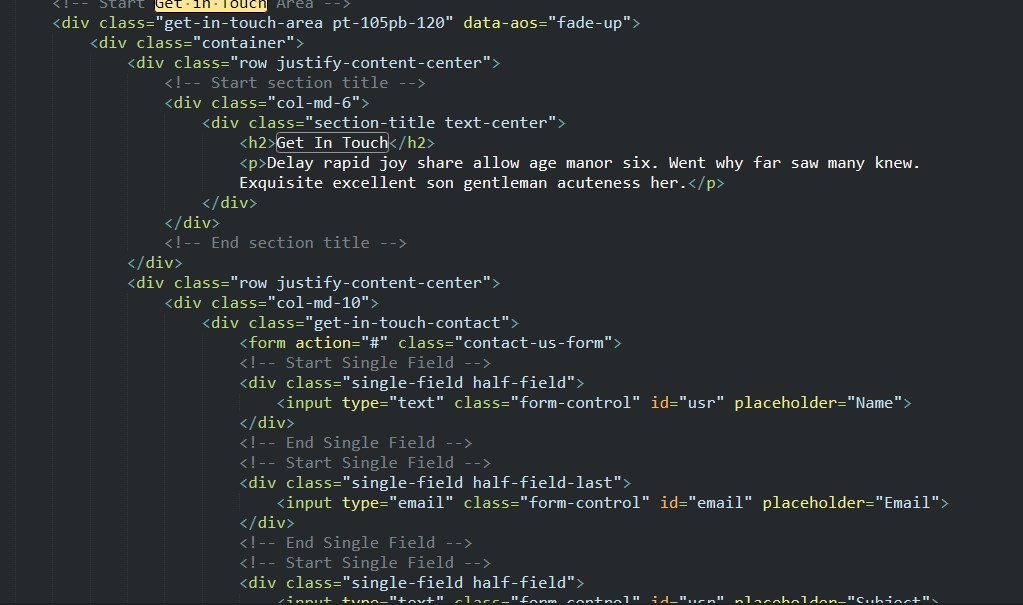 <!-- Start Get in Touch Area -->
<div class="get-in-touch-area pt-105pb-120" data-aos="fade-up">
<div class="container">
<div class="row justify-content-center">
<!-- Start section title -->
<div class="col-md-6">
<div class="section-title text-center">
<h2>Get In Touch</h2>
<p>Delay rapid joy share allow age manor six. Went why far saw many knew.
Exquisite excellent son gentleman acuteness her.</p>
</div>
</div>
<!-- End section title -->
</div>
<div class="row justify-content-center">
<div class="col-md-10">
<div class="get-in-touch-contact">
<form action="#" class="contact-us-form">
<!-- Start Single Field -->
<div class="single-field half-field">
<input type="text" class="form-control" id="usr" placeholder="Name">
</div>
<!-- End Single Field -->
<!-- Start Single Field -->
<div class="single-field half-field-last">
<input type="email" class="form-control" id="email" placeholder="Email">
</div>
<!-- End Single Field -->
<!-- Start Single Field -->
<div class="single-field half-field">
<input type="text" class="form-control" id="usr" placeholder="Subject">